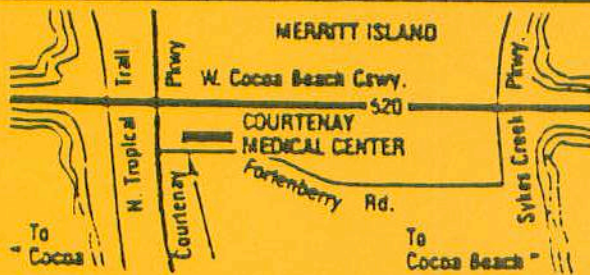 MERRITT ISLAND
Trail
Pkwy
W. Cocoa Beach Cswy.
Pkwy.
520
COURTENAY
MEDICAL CENTER
N. Tropical
Courtenay
Fortenberry Rd.
Sykes Creek
To
Cocoa
To
Cocoa Beach